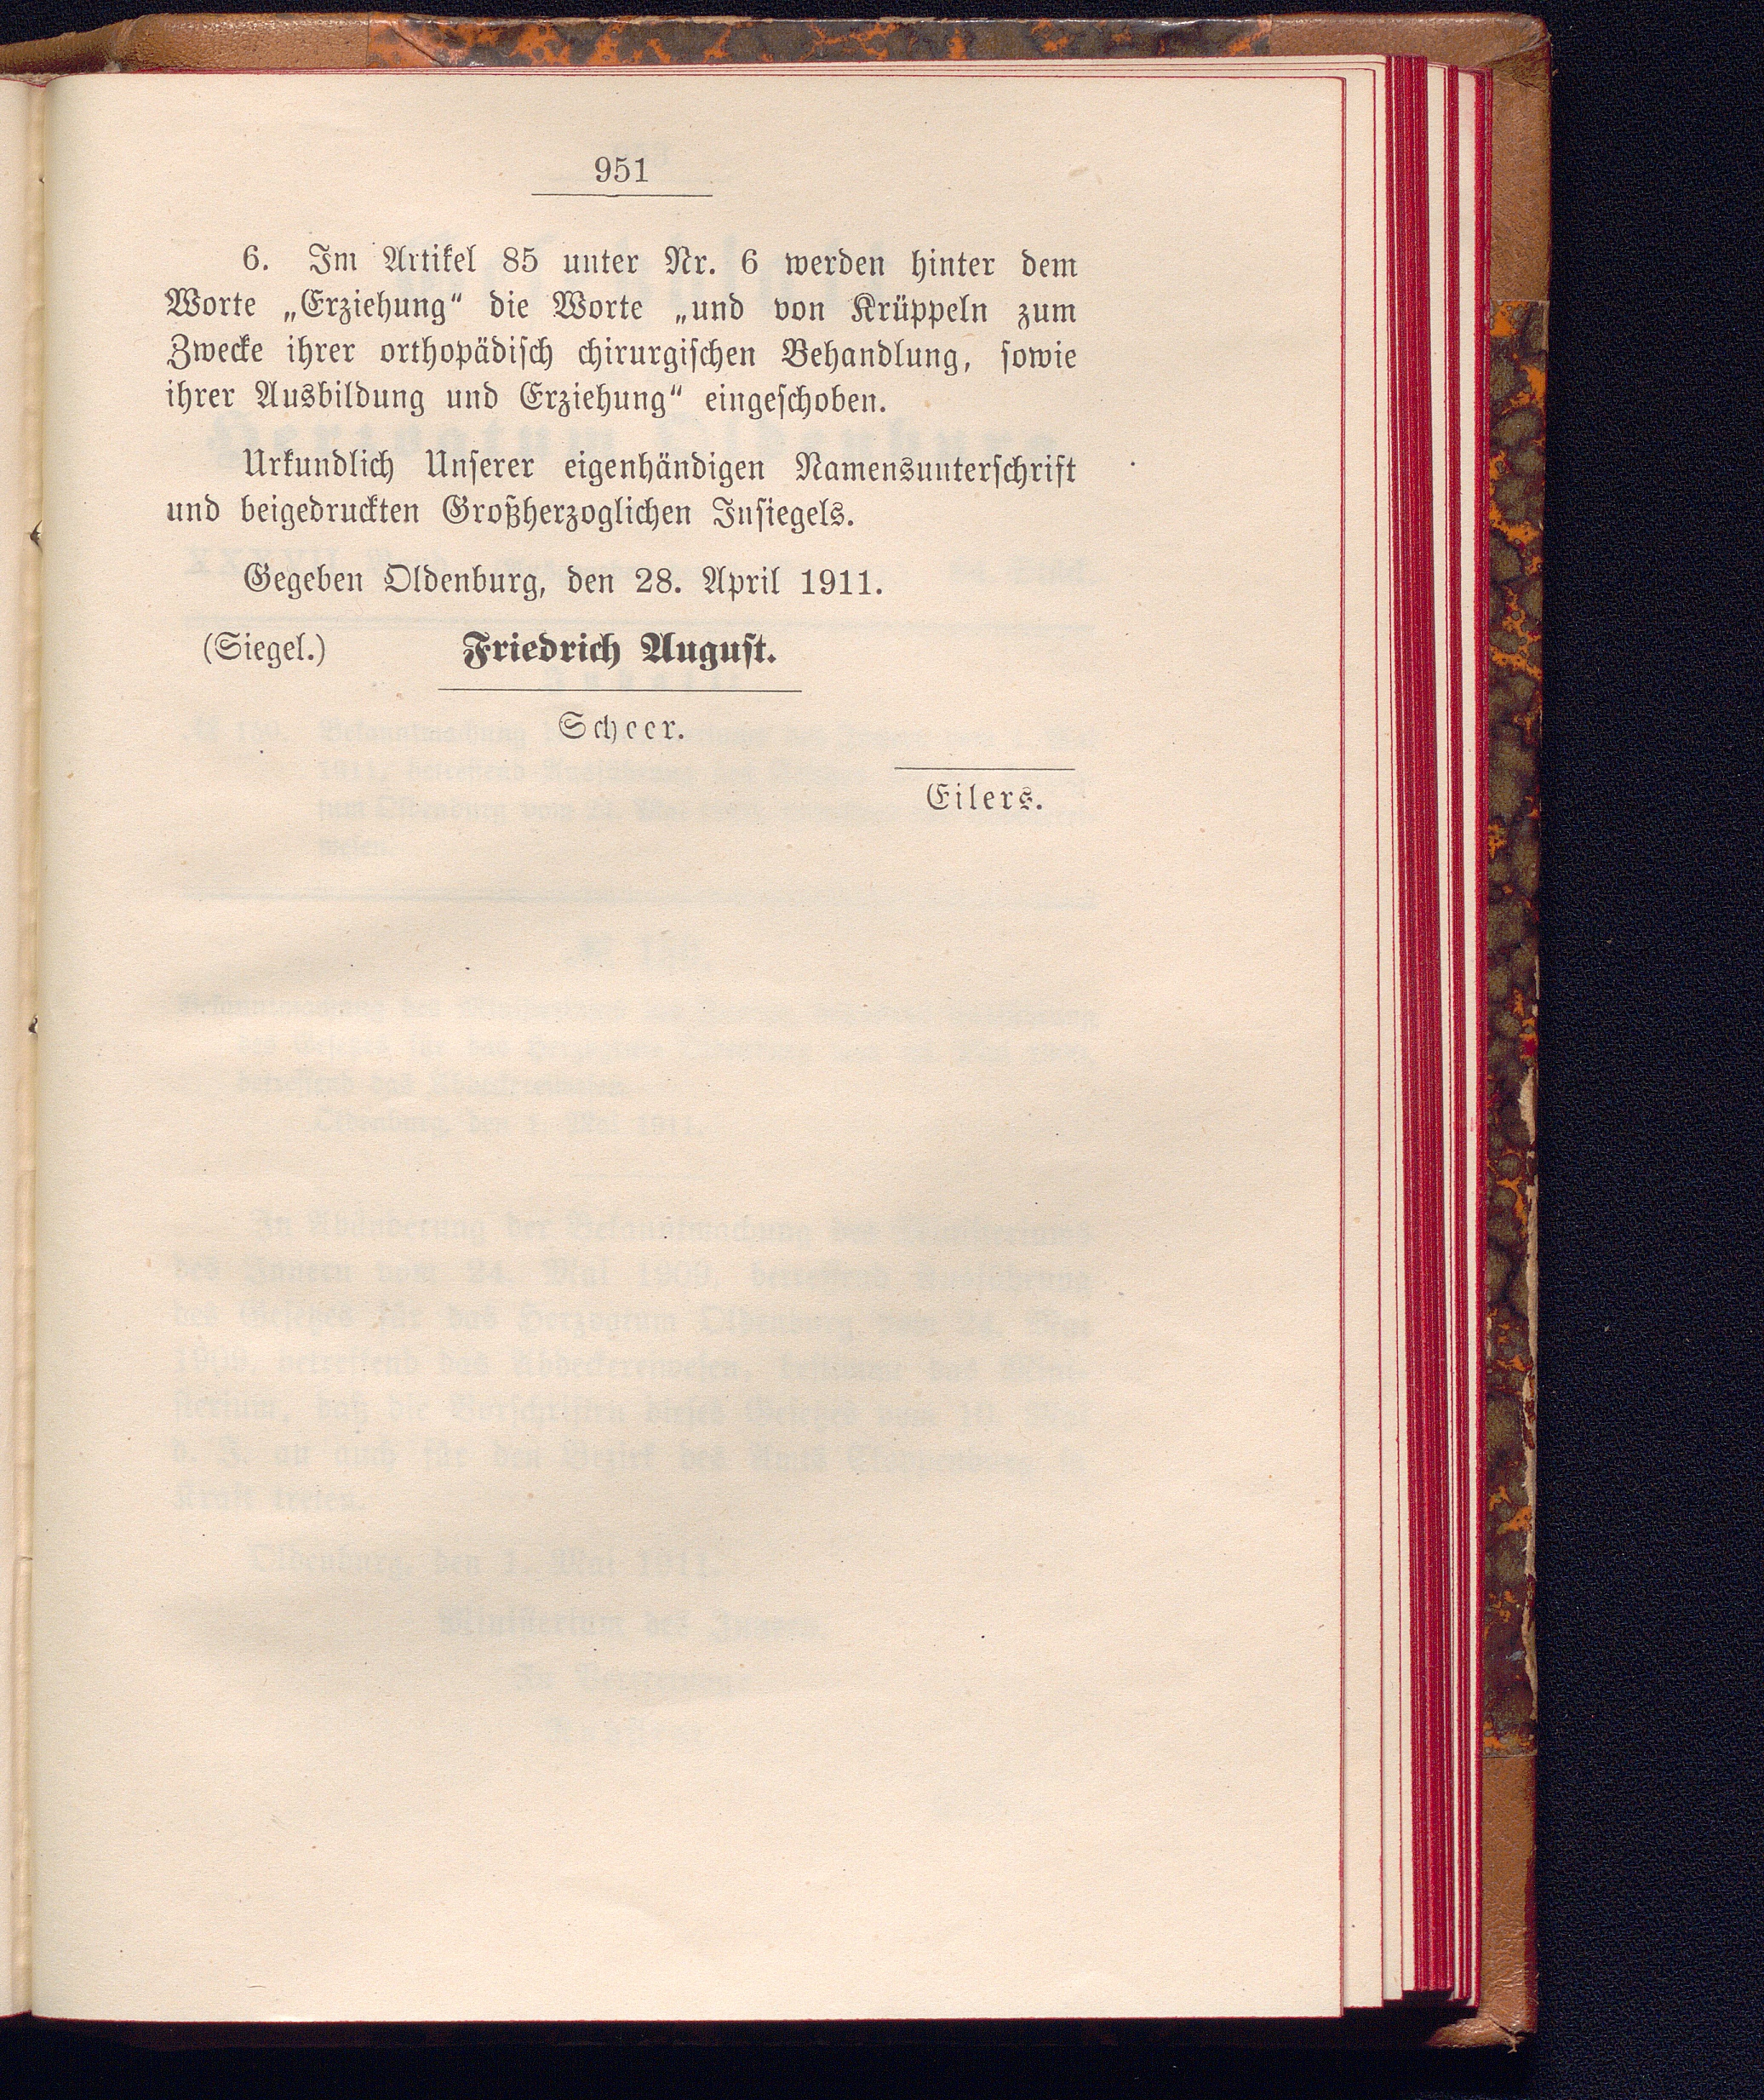 951
6. Im Artikel 85 unter Nr. 6 werden hinter dem
Worte „Erziehung“ die Worte „und von Krüppeln zum
Zwecke ihrer orthopädisch chirurgischen Behandlung, sowie
ihrer Ausbildung und Erziehung“ eingeschoben.
Urkundlich Unserer eigenhändigen Namensunterschrift
und beigedruckten Großherzoglichen Insiegels.
Gegeben Oldenburg, den 28. April 1911.
(Siegel.) Friedrich August.
Scheer.
Eilers.